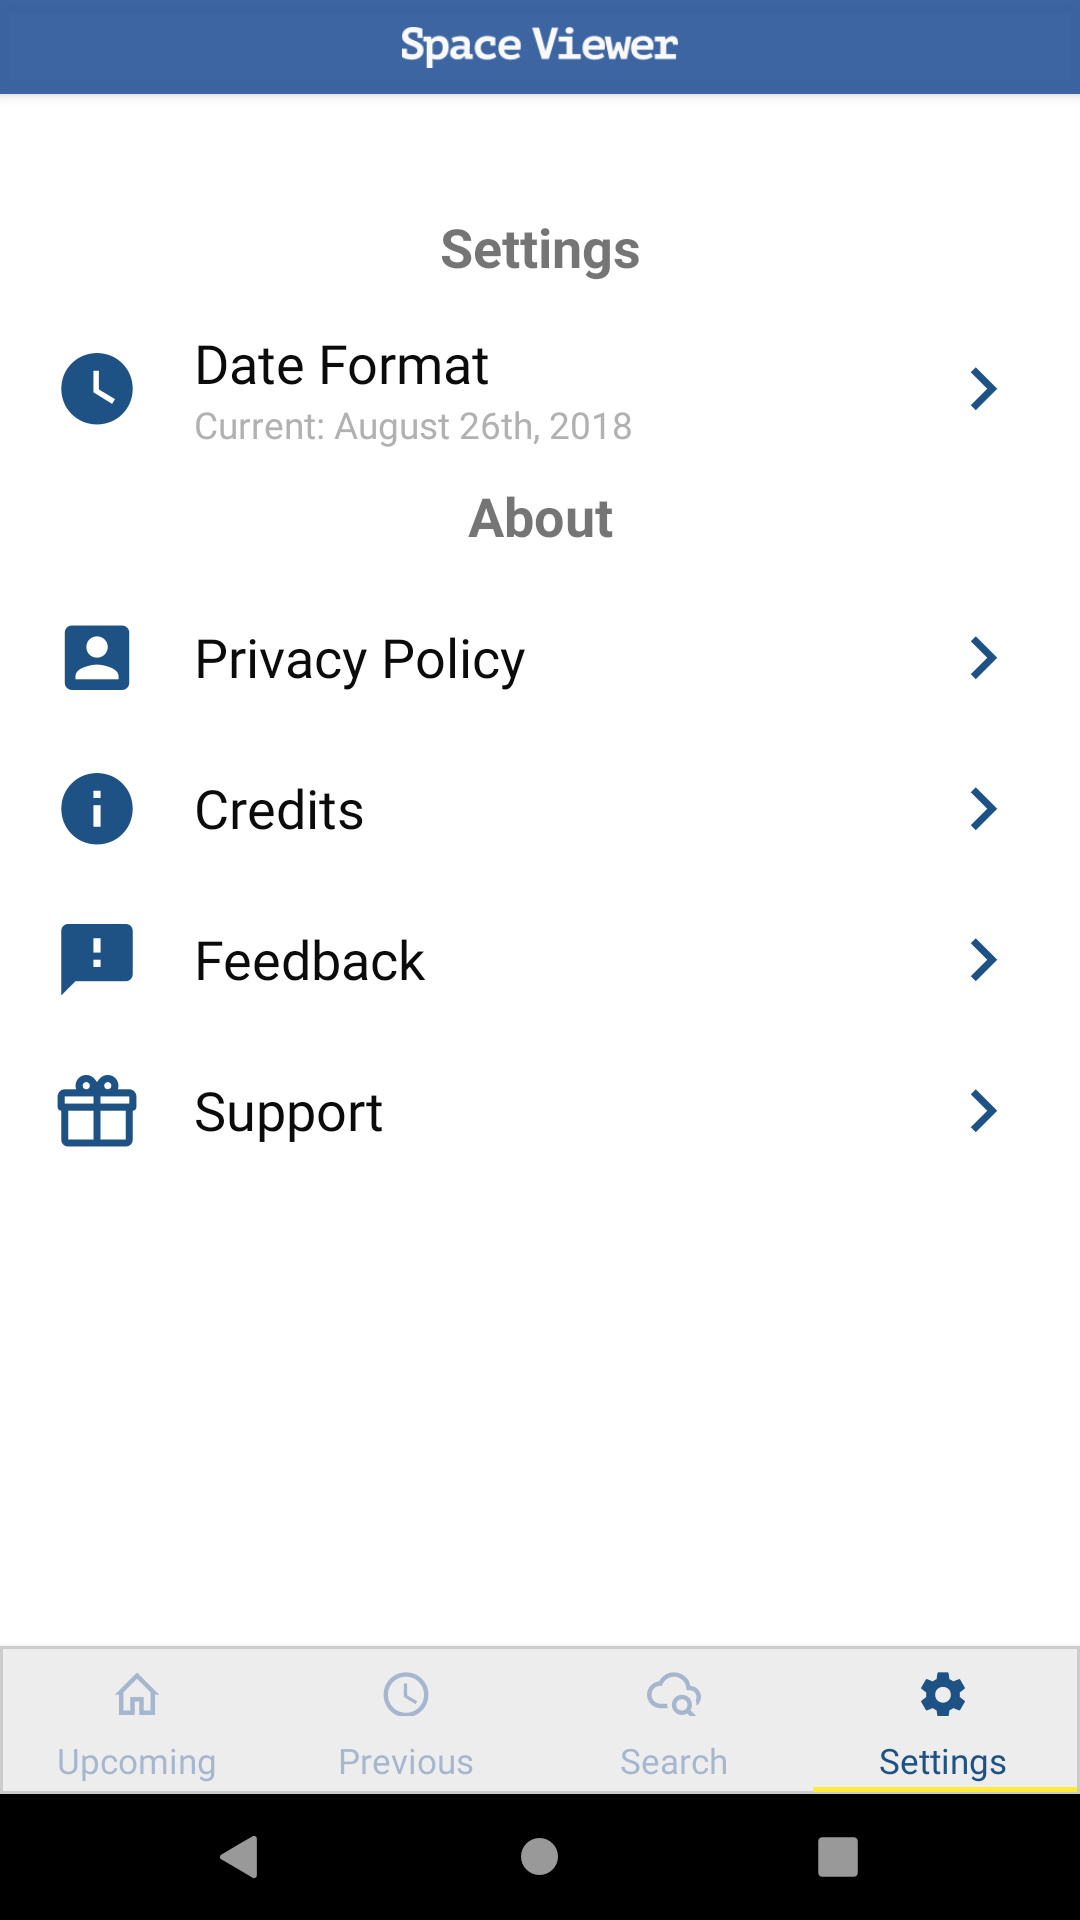 Space Viewer
Settings
Date Format
Current: August 26th, 2018
About
Privacy Policy
Credits
Feedback
Support
Upcoming
Previous
Search
Settings